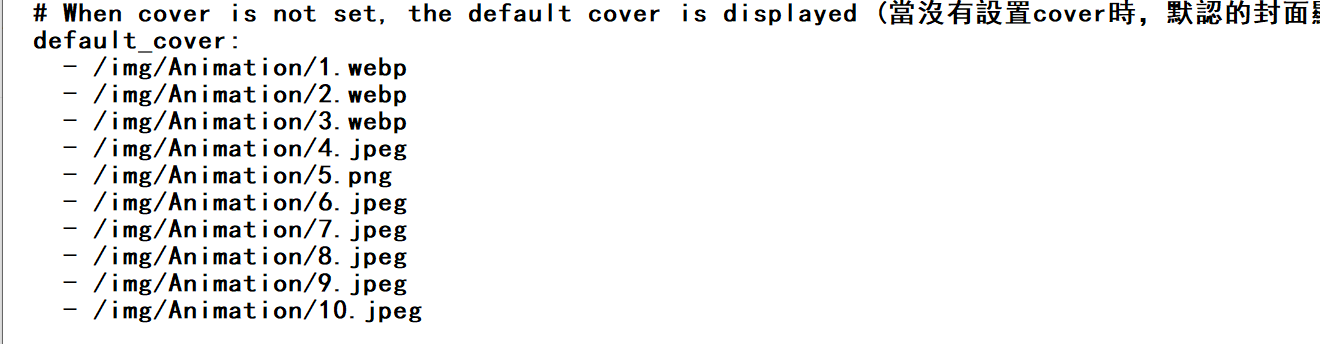 # When cover is not set, the default cover is displayed (當沒有設置cover時，默認的封面
default_cover:
- /img/Animation/1.webp
- /img/Animation/2.webp
- /img/Animation/3.webp
- /img/Animation/4.jpeg
- /img/Animation/5.png
- /img/Animation/6.jpeg
- /img/Animation/7.jpeg
- /img/Animation/8.jpeg
- /img/Animation/9.jpeg
- /img/Animation/10.jpeg